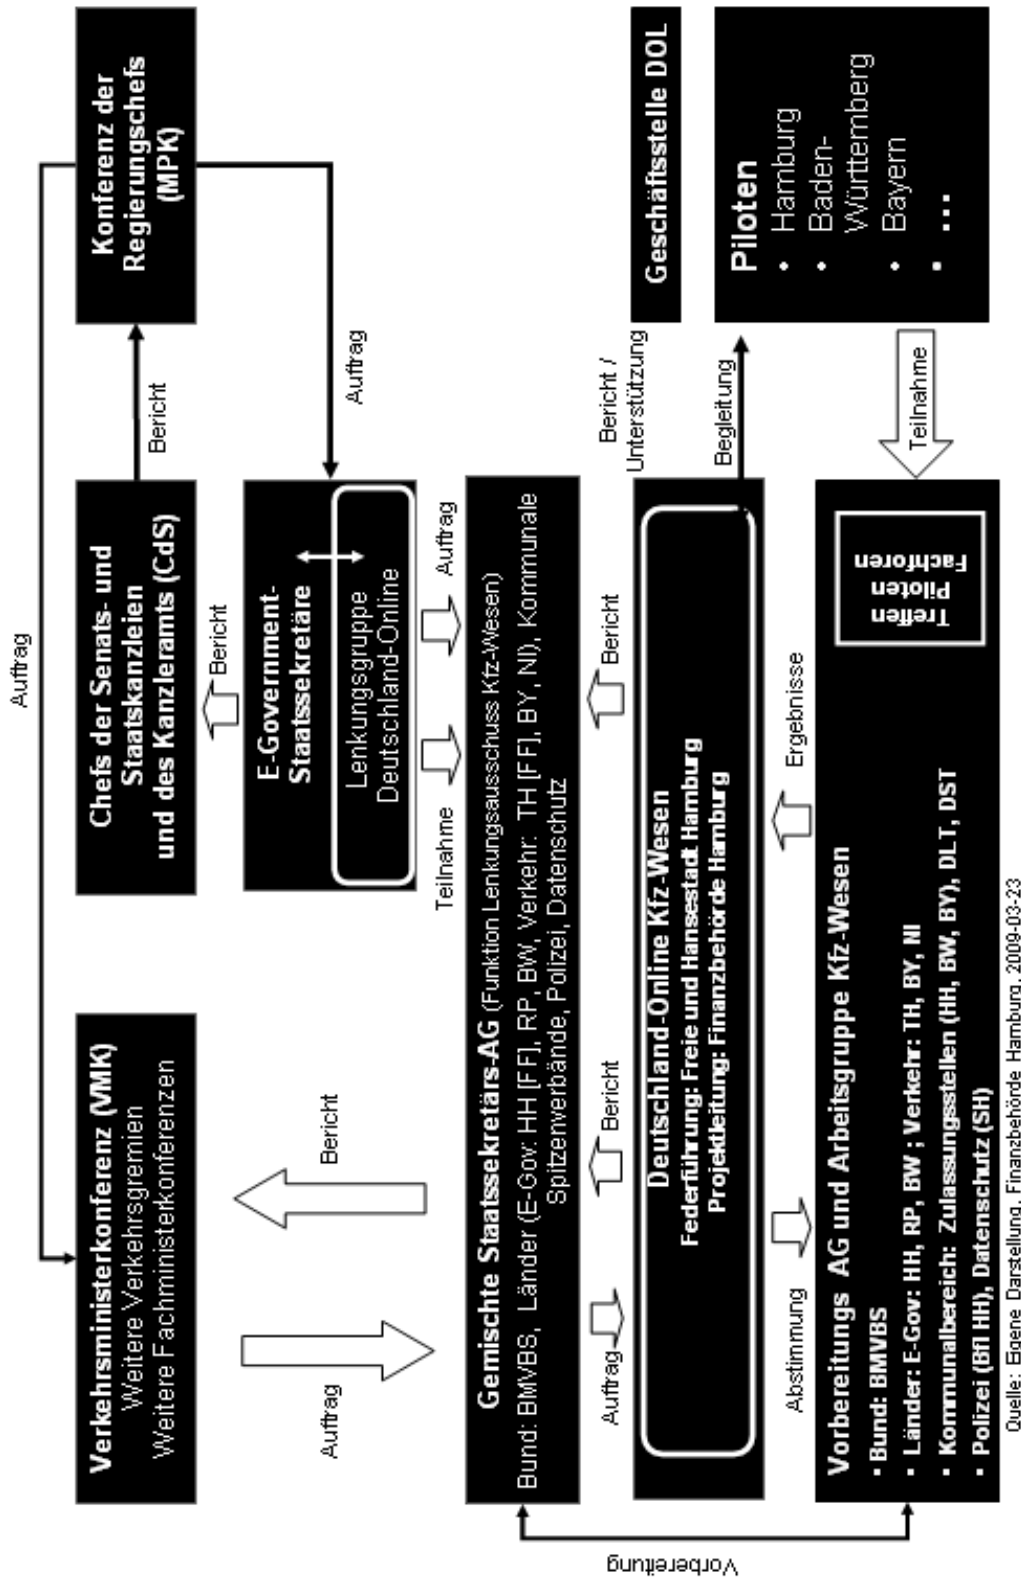 Auftrag
Verkehrsministerkonferenz (VMK)
Weitere Verkehrsgremien
Weitere Fachministerkonferenzen
Chefs der Senats- und
Staatskanzleien
und des Kanzleramts (CdS)
Bericht
Konferenz der
Regierungschefs
(MPK)
Auftrag
Bericht
Bericht
E-Government-
Staatssekretäre
Lenkungsgruppe
Deutschland-Online
Auftrag
Teilnahme
Auftrag
Gemischte Staatssekretärs-AG (Funktion Lenkungsausschuss Kfz-Wesen)
Bund: BMVBS, Länder (E-Gov: HH [FF], RP, BW, Verkehr: TH [FF], BY, NI), Kommunale
Spitzenverbände, Polizei, Datenschutz
Auftrag
Bericht
Bericht
Bericht /
Unterstützung
Geschäftsstelle DOL
Deutschland-Online Kfz-Wesen
Federführung: Freie und Hansestadt Hamburg
Projektleitung: Finanzbehörde Hamburg
Begleitung
Piloten
• Hamburg
• Baden-
Württemberg
• Bayern
• ...
Abstimmung
Ergebnisse
Teilnahme
Vorbereitung
Vorbereitungs AG und Arbeitsgruppe Kfz-Wesen
• Bund: BMVBS
• Länder: E-Gov: HH, RP, BW ; Verkehr: TH, BY, NI
• Kommunalbereich: Zulassungsstellen (HH, BW, BY), DLT, DST
• Polizei (BfI HH), Datenschutz (SH)
Treffen
Piloten
Fachforen
Quelle: Eigene Darstellung, Finanzbehörde Hamburg, 2009-03-23